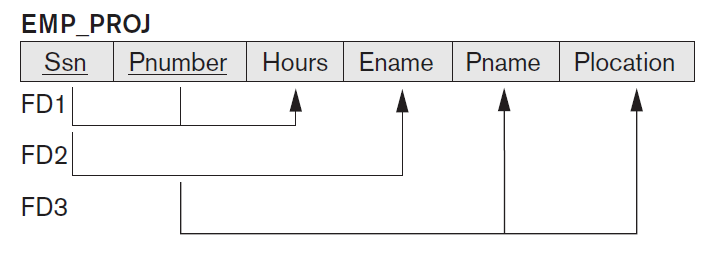 EMP_PROJ
Ssn Pnumber Hours Ename Pname Plocation
FD1
FD2
FD3